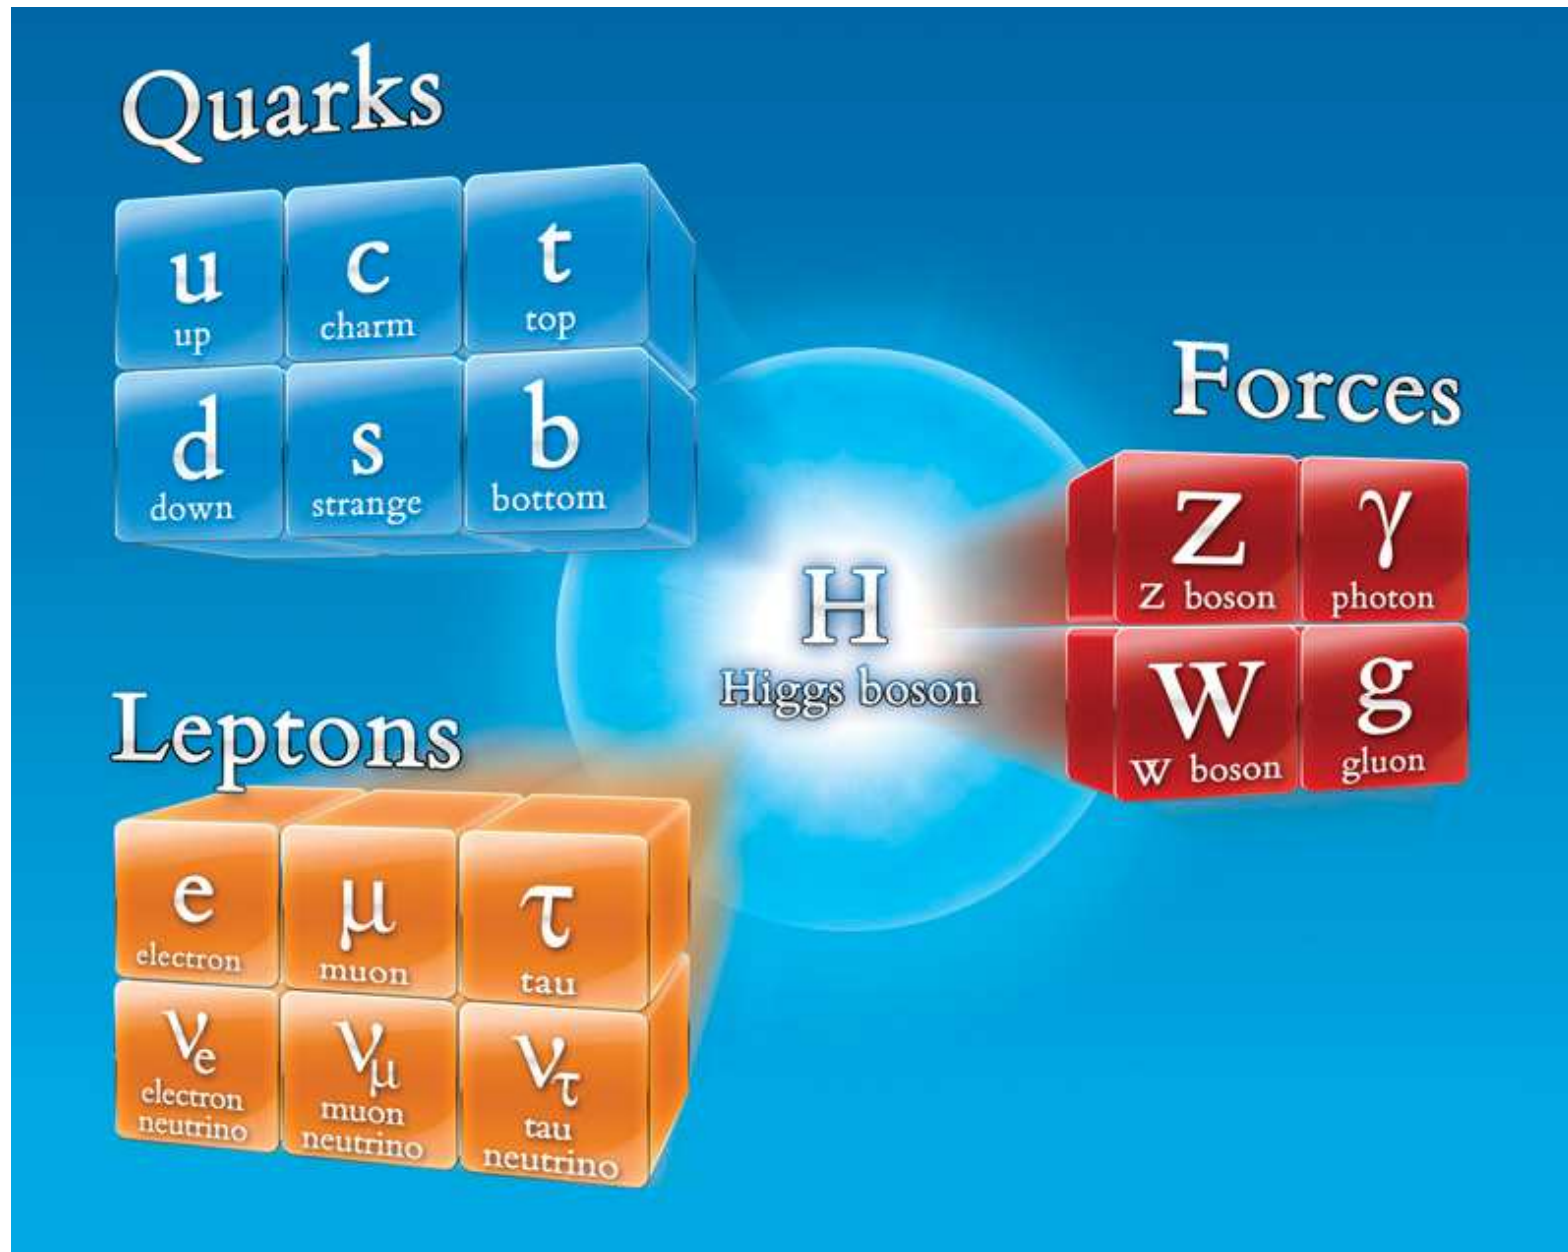 Quarks
u
up
c
charm
t
top
d
down
s
strange
b
bottom
Forces
Z
Z boson
γ
photon
W
W boson
g
gluon
H
Higgs boson
Leptons
e
electron
μ
muon
τ
tau
νe
electron
neutrino
νμ
muon
neutrino
ντ
tau
neutrino